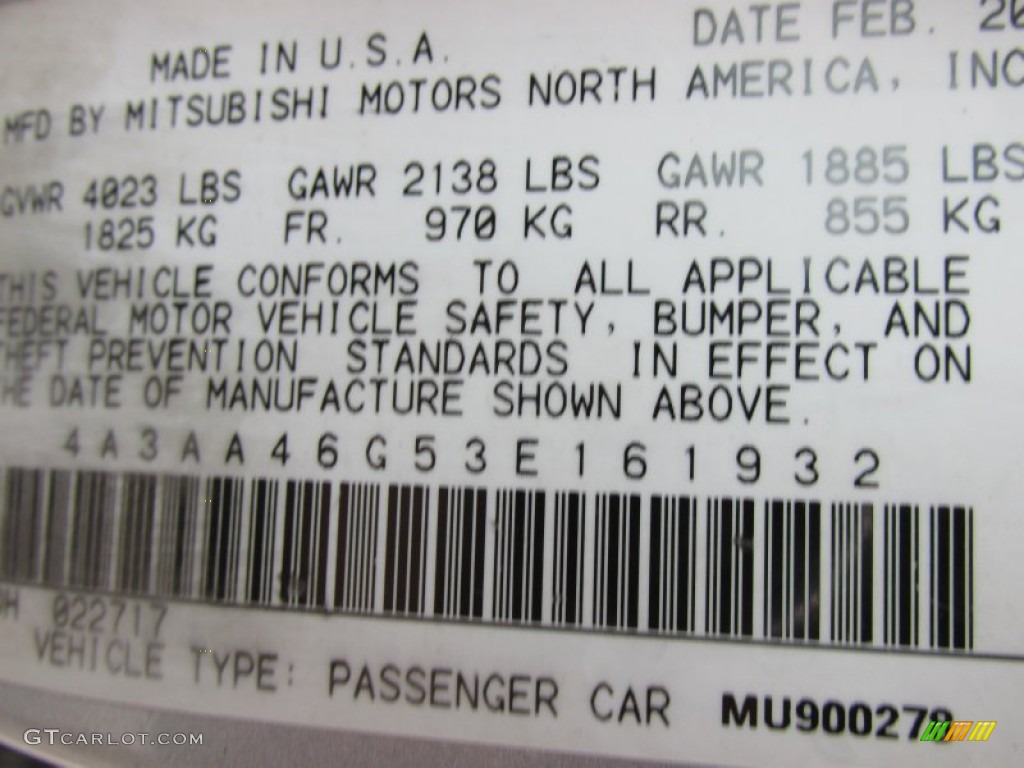 DATE FEB. 20
MADE IN U.S.A.
MFD BY MITSUBISHI MOTORS NORTH AMERICA, INC
GVWR 4023 LBS GAWR 2138 LBS GAWR 1885 LBS
1825 KG FR. 970 KG RR. 855 KG
THIS VEHICLE CONFORMS TO ALL APPLICABLE
FEDERAL MOTOR VEHICLE SAFETY, BUMPER, AND
THEFT PREVENTION STANDARDS IN EFFECT ON
THE DATE OF MANUFACTURE SHOWN ABOVE.
4A3AA46G53E161932
022717
VEHICLE TYPE: PASSENGER CAR MU900278
GTCARLOT.COM